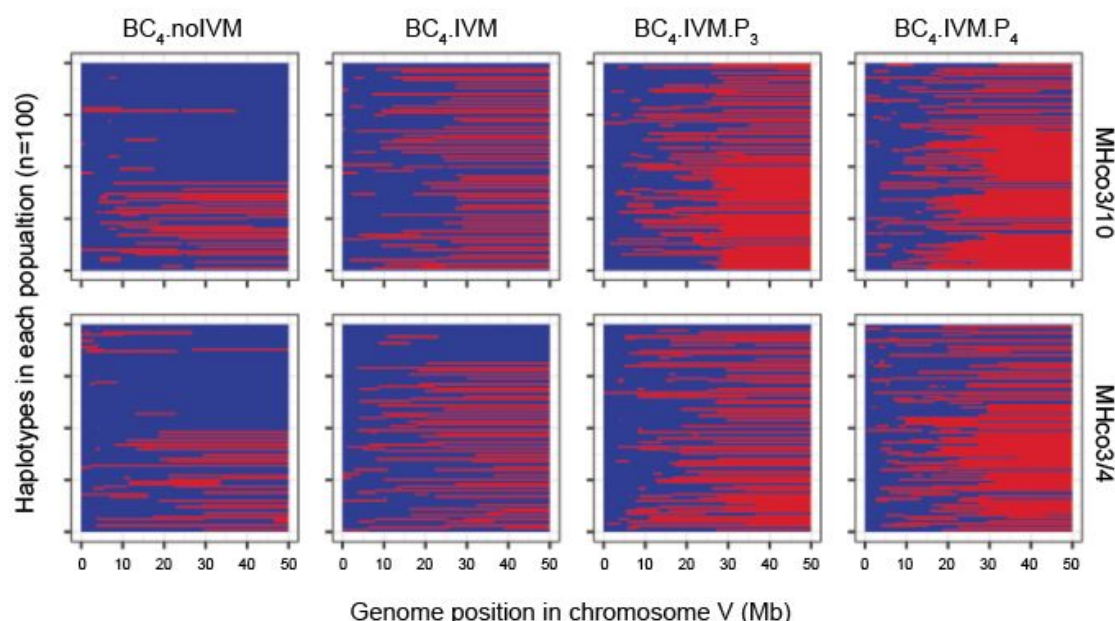 BC₄.noIVM BC₄.IVM BC₄.IVM.P₃ BC₄.IVM.P₄
Haplotypes in each popualtion (n=100)
MHco3/10
MHco3/4
0 10 20 30 40 50 0 10 20 30 40 50 0 10 20 30 40 50 0 10 20 30 40 50
Genome position in chromosome V (Mb)